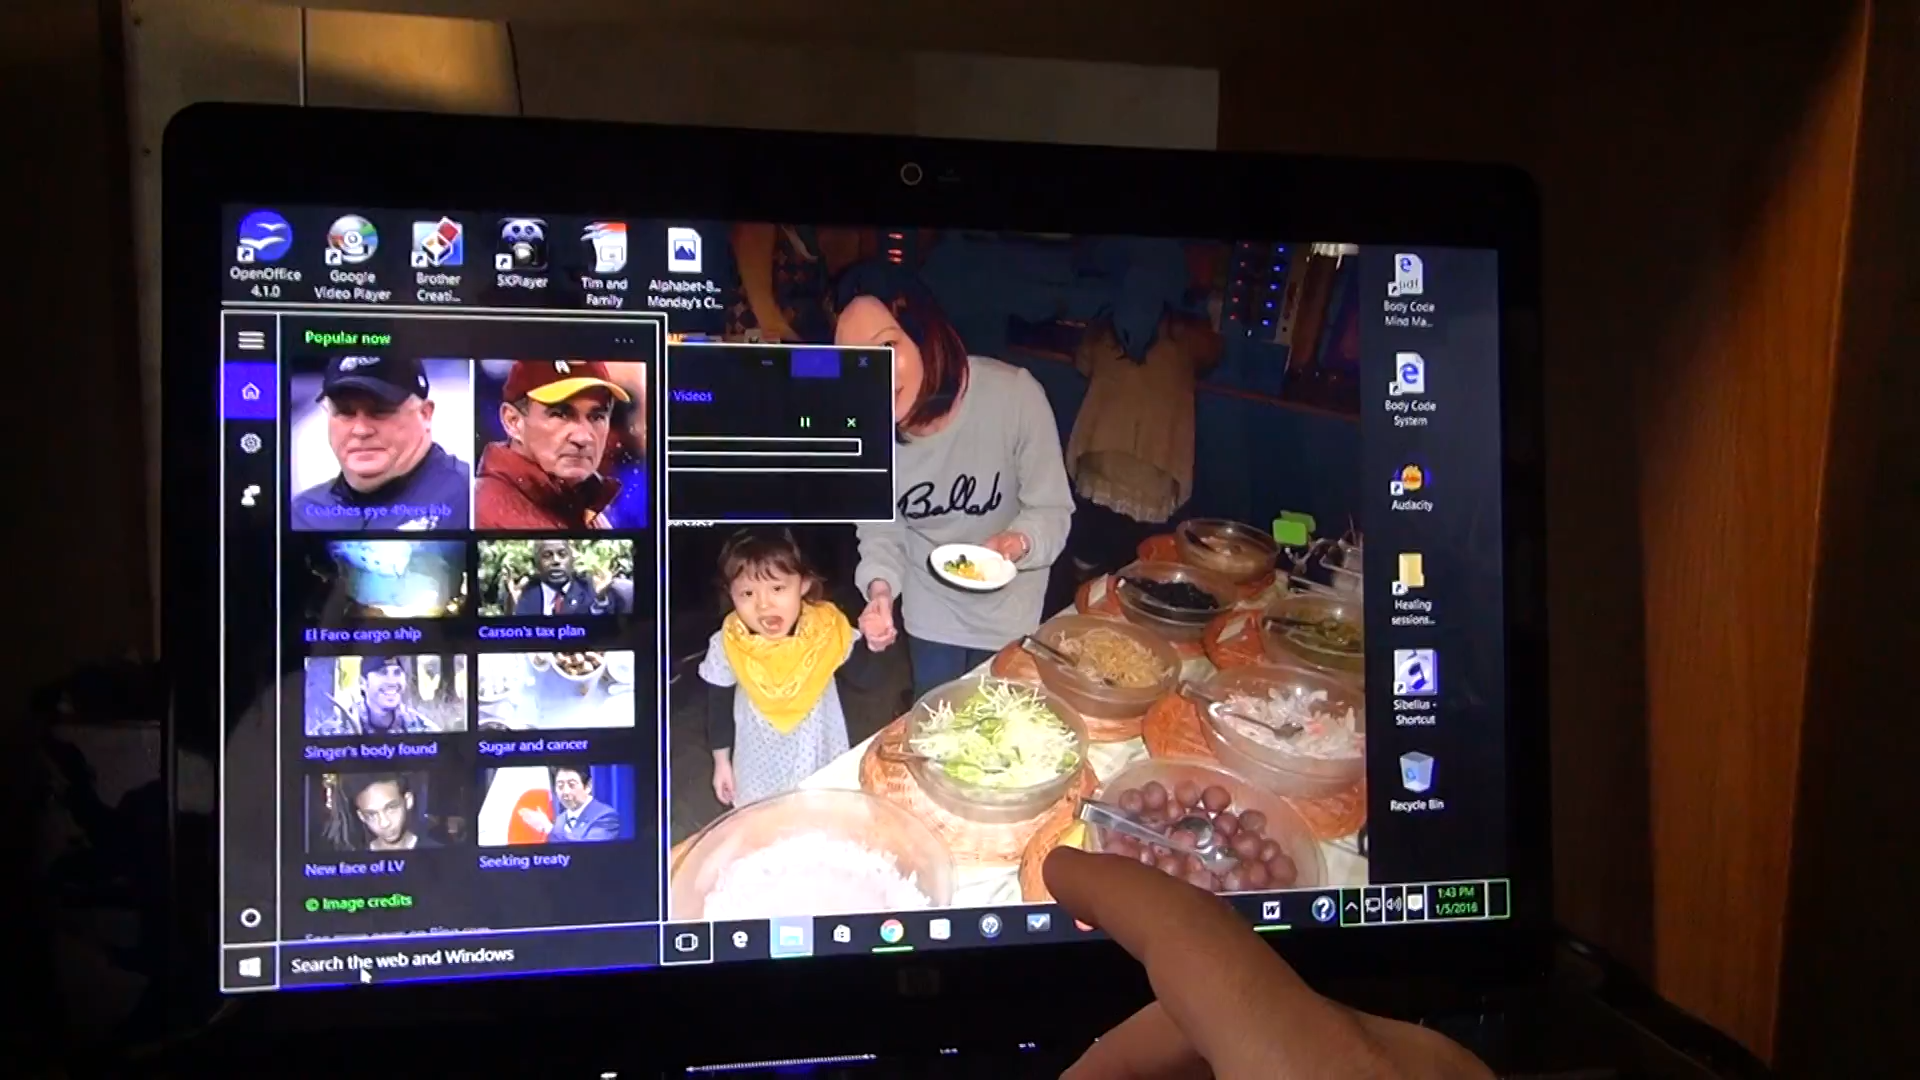 OpenOffice
4.1.0
Google
Video Player
Brother
Creati...
SKPlayer
Tim and
Family
Alphabet-B...
Monday's Cl...
pdf
Body Code
Mind Ma...
Body Code
System
Audacity
Healing
sessions...
Sibelius -
Shortcut
Recycle Bin
Popular now
...
Videos
Coaches eye 49ers job
Ballad
El Faro cargo ship
Carson's tax plan
Singer's body found
Sugar and cancer
New face of LV
Seeking treaty
© Image credits
Search the web and Windows
1:43 PM
1/5/2016